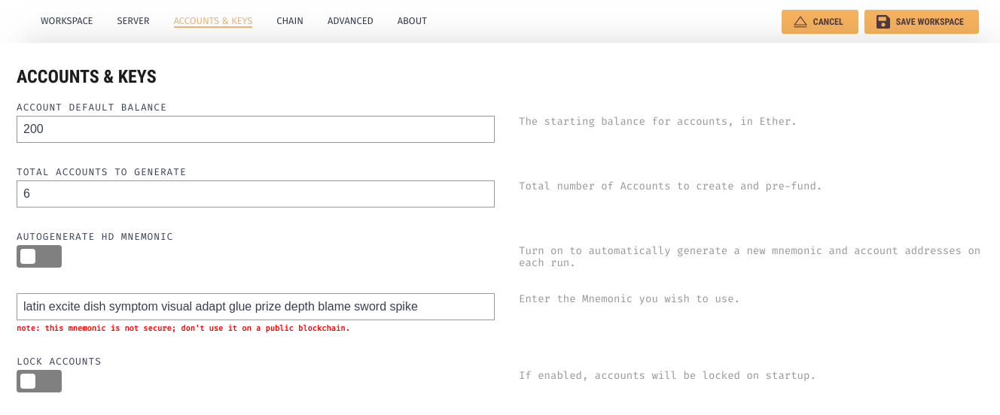 WORKSPACE SERVER ACCOUNTS & KEYS CHAIN ADVANCED ABOUT CANCEL SAVE WORKSPACE
ACCOUNTS & KEYS
ACCOUNT DEFAULT BALANCE
200
The starting balance for accounts, in Ether.
TOTAL ACCOUNTS TO GENERATE
6
Total number of Accounts to create and pre-fund.
AUTOGENERATE HD MNEMONIC
Turn on to automatically generate a new mnemonic and account addresses on
each run.
latin excite dish symptom visual adapt glue prize depth blame sword spike
Enter the Mnemonic you wish to use.
note: this mnemonic is not secure; don't use it on a public blockchain.
LOCK ACCOUNTS
If enabled, accounts will be locked on startup.